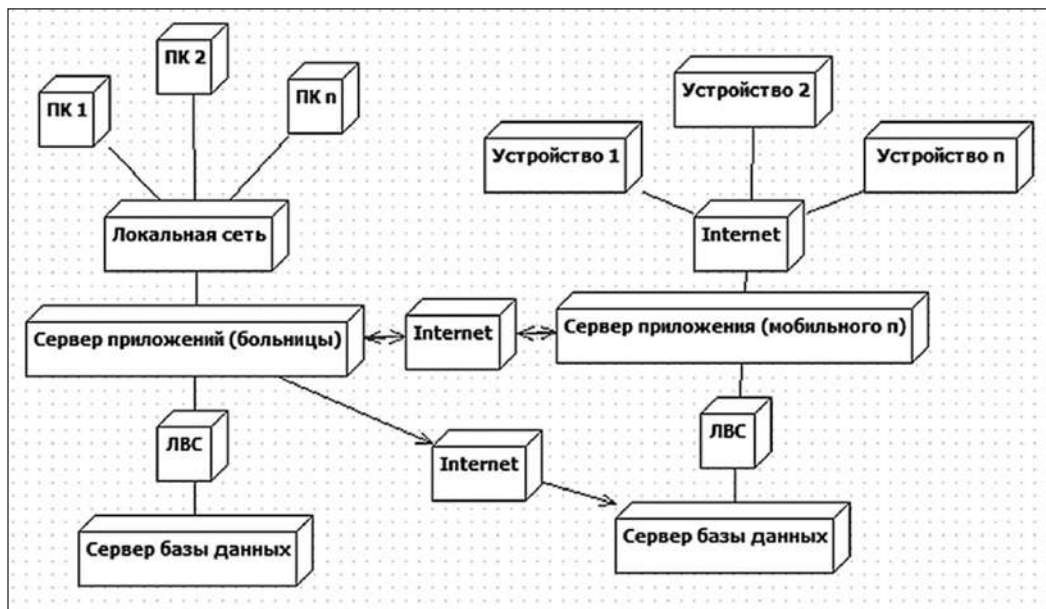 ПК 1
ПК 2
ПК n
Устройство 1
Устройство 2
Устройство n
Локальная сеть
Internet
Сервер приложений (больницы)
Internet
Сервер приложения (мобильного п)
ЛВС
Internet
ЛВС
Сервер базы данных
Сервер базы данных